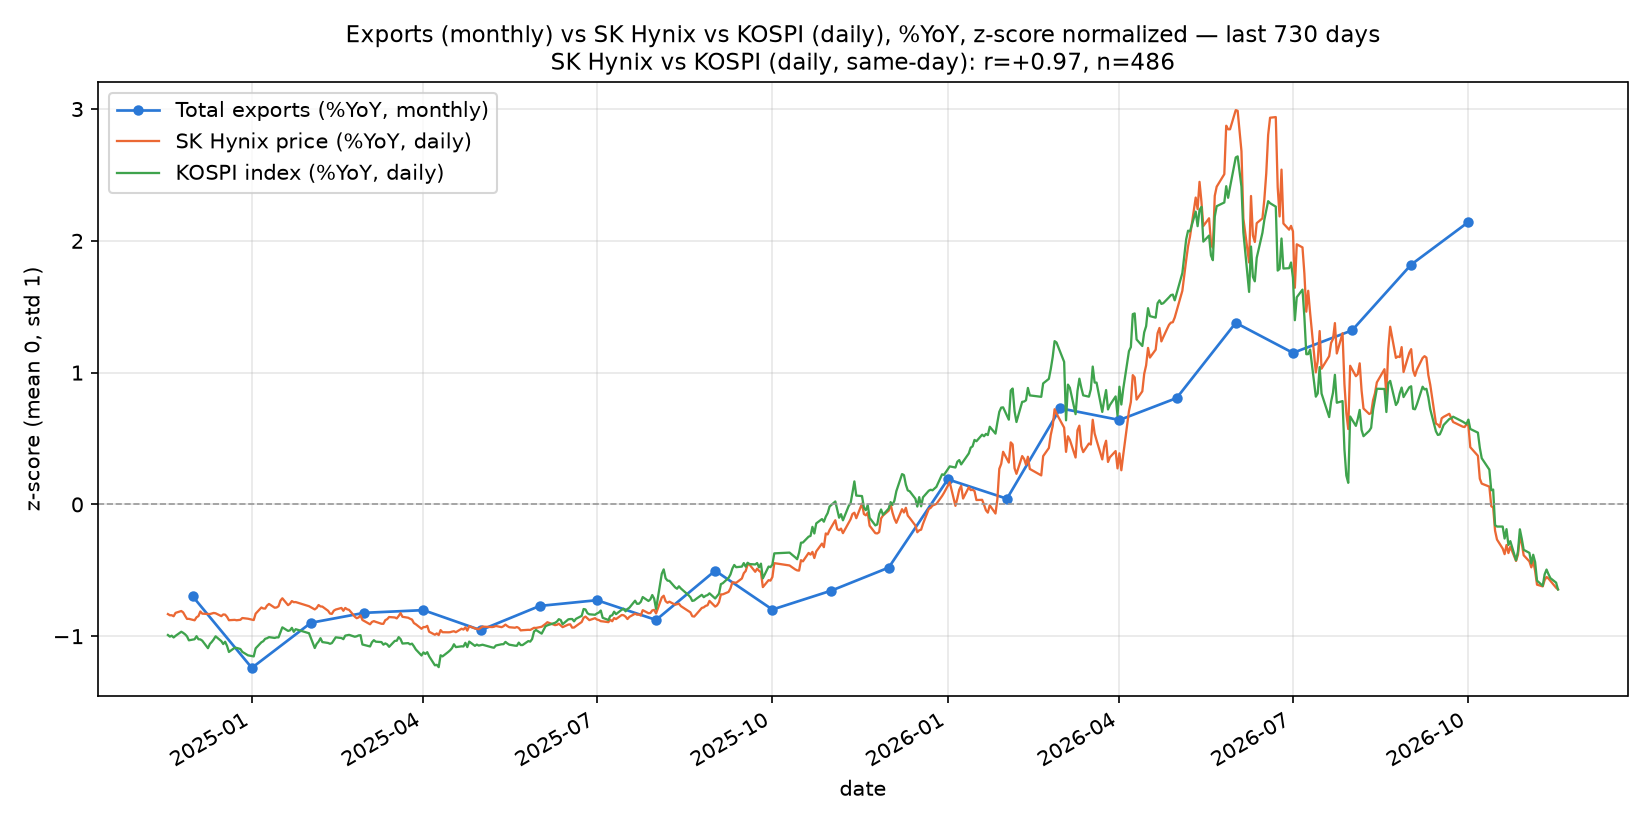 Exports (monthly) vs SK Hynix vs KOSPI (daily), %YoY, z-score normalized — last 730 days
SK Hynix vs KOSPI (daily, same-day): r=+0.97, n=486
Total exports (%YoY, monthly)
SK Hynix price (%YoY, daily)
KOSPI index (%YoY, daily)
z-score (mean 0, std 1)
3
2
1
0
−1
2025-01
2025-04
2025-07
2025-10
2026-01
2026-04
2026-07
2026-10
date